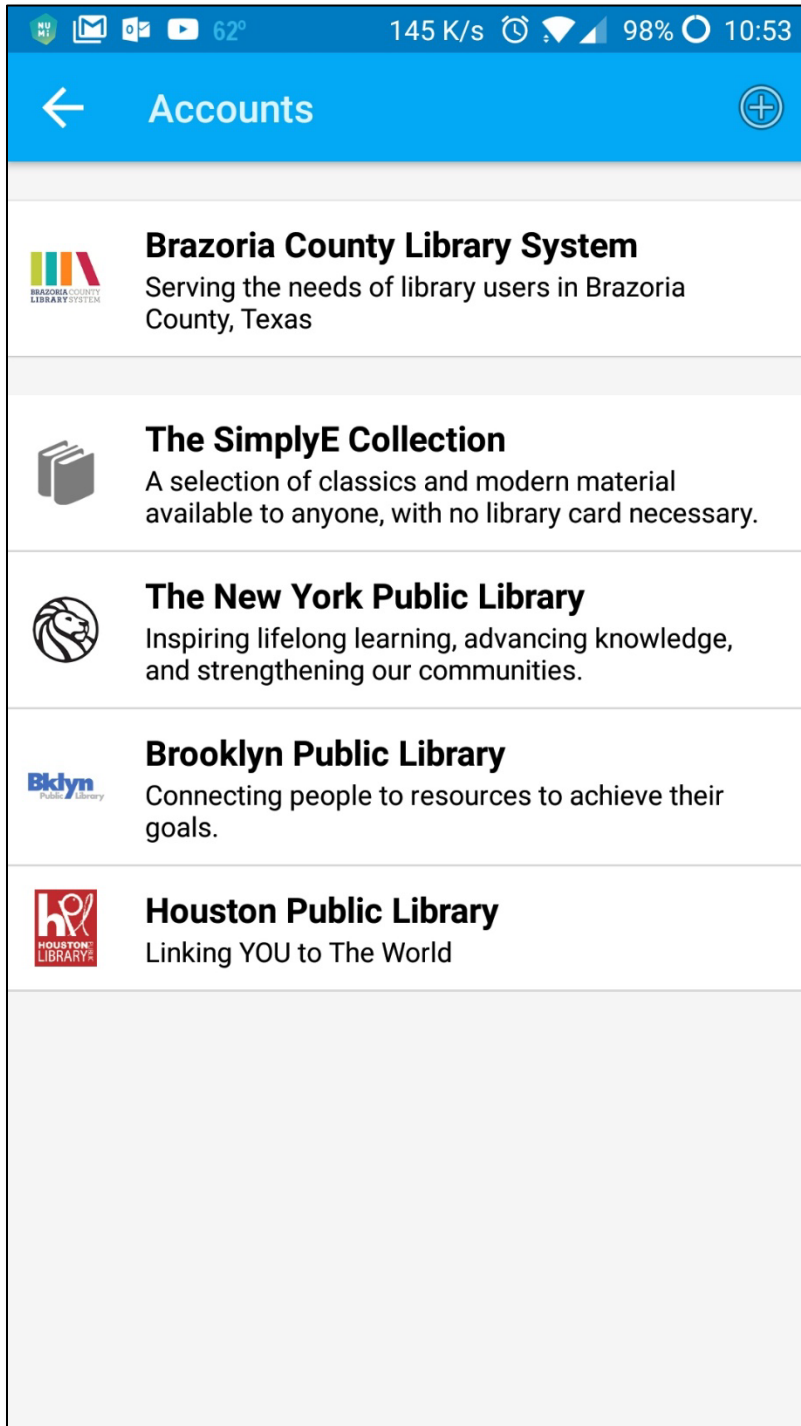 NU
MI
62°
145 K/s
98%
10:53
Accounts
BRAZORIA COUNTY
LIBRARY SYSTEM
Brazoria County Library System
Serving the needs of library users in Brazoria
County, Texas
The SimplyE Collection
A selection of classics and modern material
available to anyone, with no library card necessary.
The New York Public Library
Inspiring lifelong learning, advancing knowledge,
and strengthening our communities.
Bklyn
Public Library
Brooklyn Public Library
Connecting people to resources to achieve their
goals.
hpl
HOUSTON PUBLIC
LIBRARY
Houston Public Library
Linking YOU to The World